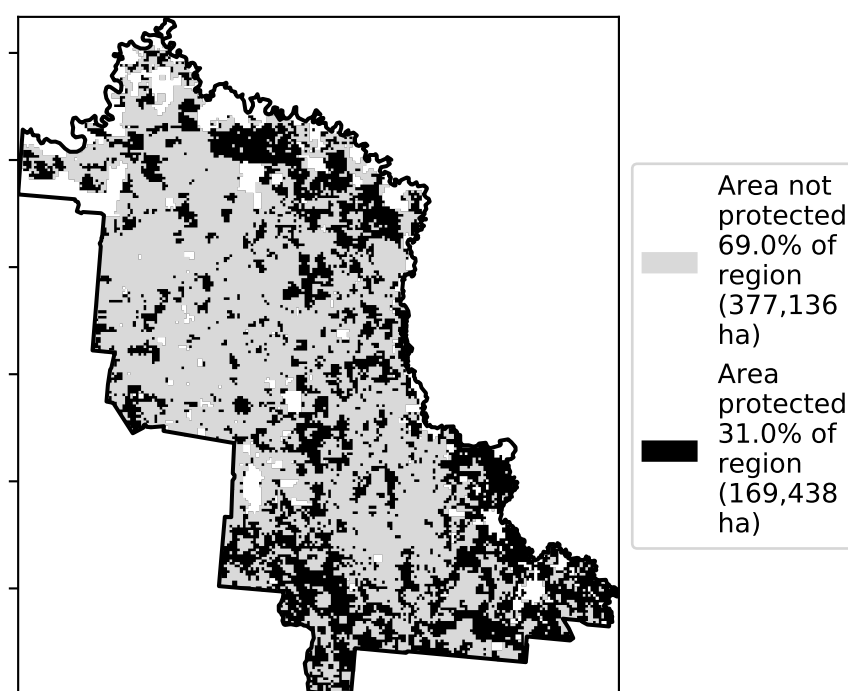 Area not
protected
69.0% of
region
(377,136
ha)
Area
protected
31.0% of
region
(169,438
ha)